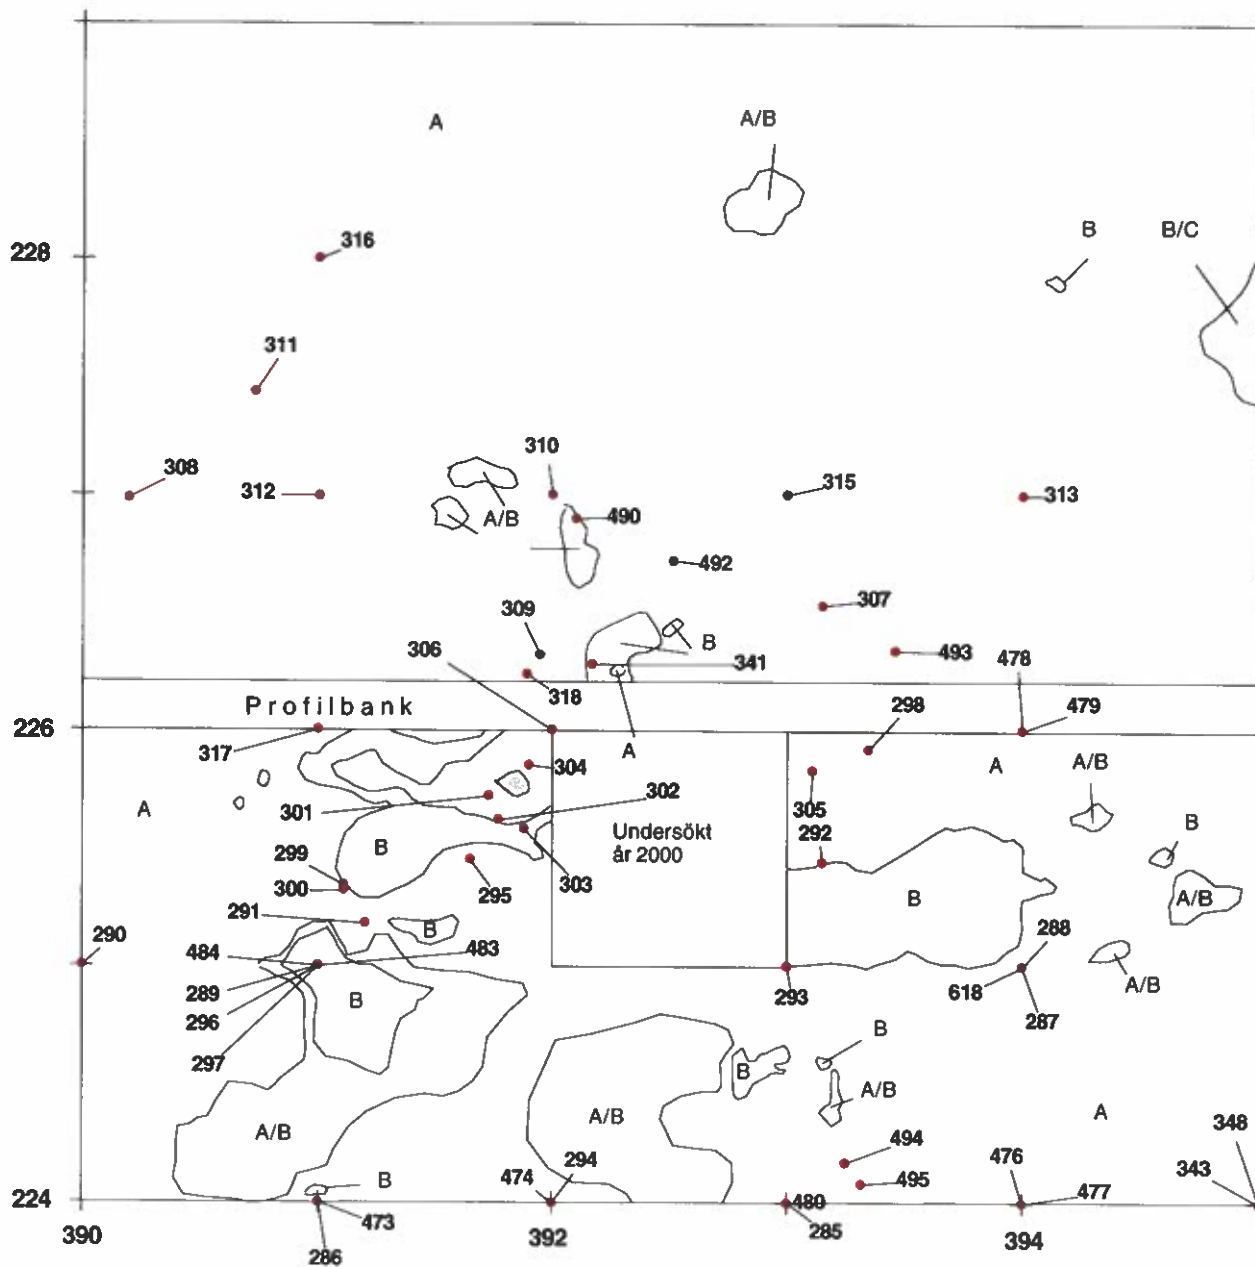 A
A/B
228
316
B
B/C
311
310
308
312
A/B
315
313
490
492
309
307
306
B
341
493
478
318
Profilbank
298
226
479
317
A
304
A
A/B
A
301
302
305
Undersökt
år 2000
292
B
299
B
300
295
303
B
A/B
291
B
290
484
483
288
289
B
293
618
A/B
296
287
297
B
B
A/B
A/B
A/B
A
494
348
474
294
476
343
B
495
224
473
480
477
390
286
392
285
394